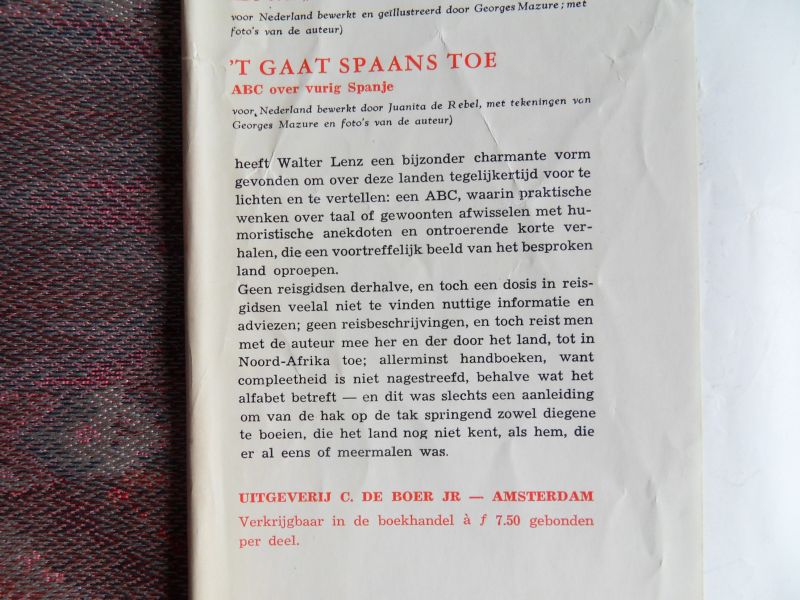 voor Nederland bewerkt en geïllustreerd door Georges Mazure; met
foto's van de auteur)
'T GAAT SPAANS TOE
ABC over vurig Spanje
voor Nederland bewerkt door Juanita de Rebel, met tekeningen van
Georges Mazure en foto's van de auteur)
heeft Walter Lenz een bijzonder charmante vorm
gevonden om over deze landen tegelijkertijd voor te
lichten en te vertellen: een ABC, waarin praktische
wenken over taal of gewoonten afwisselen met hu-
moristische anekdoten en ontroerende korte ver-
halen, die een voortreffelijk beeld van het besproken
land oproepen.
Geen reisgidsen derhalve, en toch een dosis in reis-
gidsen veelal niet te vinden nuttige informatie en
adviezen; geen reisbeschrijvingen, en toch reist men
met de auteur mee her en der door het land, tot in
Noord-Afrika toe; allerminst handboeken, want
compleetheid is niet nagestreefd, behalve wat het
alfabet betreft — en dit was slechts een aanleiding
om van de hak op de tak springend zowel diegene
te boeien, die het land nog niet kent, als hem, die
er al eens of meermalen was.
UITGEVERIJ C. DE BOER JR — AMSTERDAM
Verkrijgbaar in de boekhandel à f 7.50 gebonden
per deel.